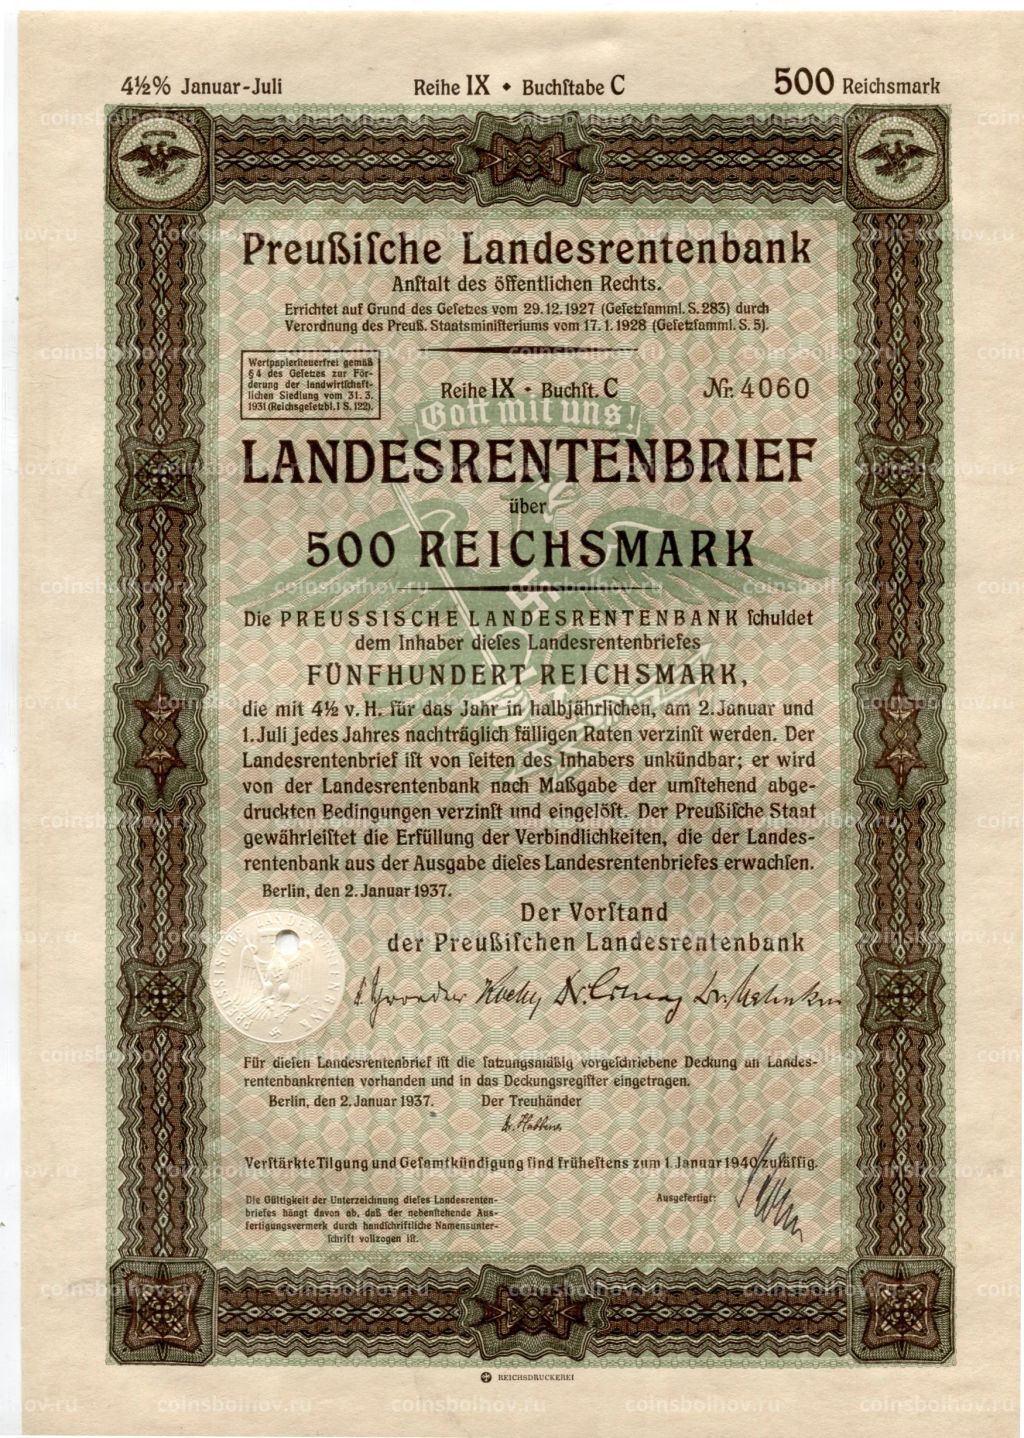 4½% Januar-Juli
Reihe IX • Buchſtabe C
500 Reichsmark
Preußiſche Landesrentenbank
Anſtalt des öffentlichen Rechts.
Errichtet auf Grund des Geſetzes vom 29.12.1927 (Geſetzſamml. S. 283) durch
Verordnung des Preuß. Staatsminiſteriums vom 17.1.1928 (Geſetzſamml. S. 5).
Wertpapierſteuerfrei gemäß
§ 4 des Geſetzes zur För-
derung der landwirtſchaft-
lichen Siedlung vom 31. 3.
1931 (Reichsgeſetzbl. I S. 122).
Reihe IX • Buchſt. C
Nr. 4060
Gott mit uns!
LANDESRENTENBRIEF
über
500 REICHSMARK
Die PREUSSISCHE LANDESRENTENBANK ſchuldet
dem Inhaber dieſes Landesrentenbriefes
FÜNFHUNDERT REICHSMARK,
die mit 4½ v. H. für das Jahr in halbjährlichen, am 2. Januar und
1. Juli jedes Jahres nachträglich fälligen Raten verzinſt werden. Der
Landesrentenbrief iſt von ſeiten des Inhabers unkündbar; er wird
von der Landesrentenbank nach Maßgabe der umſtehend abge-
druckten Bedingungen verzinſt und eingelöſt. Der Preußiſche Staat
gewährleiſtet die Erfüllung der Verbindlichkeiten, die der Landes-
rentenbank aus der Ausgabe dieſes Landesrentenbriefes erwachſen.
Berlin, den 2. Januar 1937.
Der Vorſtand
der Preußiſchen Landesrentenbank
PREUSSISCHE LANDESRENTENBANK
Für dieſen Landesrentenbrief iſt die ſatzungsmäßig vorgeſchriebene Deckung an Landes-
rentenbankrenten vorhanden und in das Deckungsregiſter eingetragen.
Berlin, den 2. Januar 1937.
Der Treuhänder
Verſtärkte Tilgung und Geſamtkündigung ſind früheſtens zum 1. Januar 1940 zuläſſig.
Die Gültigkeit der Unterzeichnung dieſes Landesrenten-
briefes hängt davon ab, daß der nebenſtehende Aus-
fertigungsvermerk durch handſchriftliche Namensunter-
ſchrift vollzogen iſt.
Ausgefertigt:
REICHSDRUCKEREI
coinsbolhov.ru